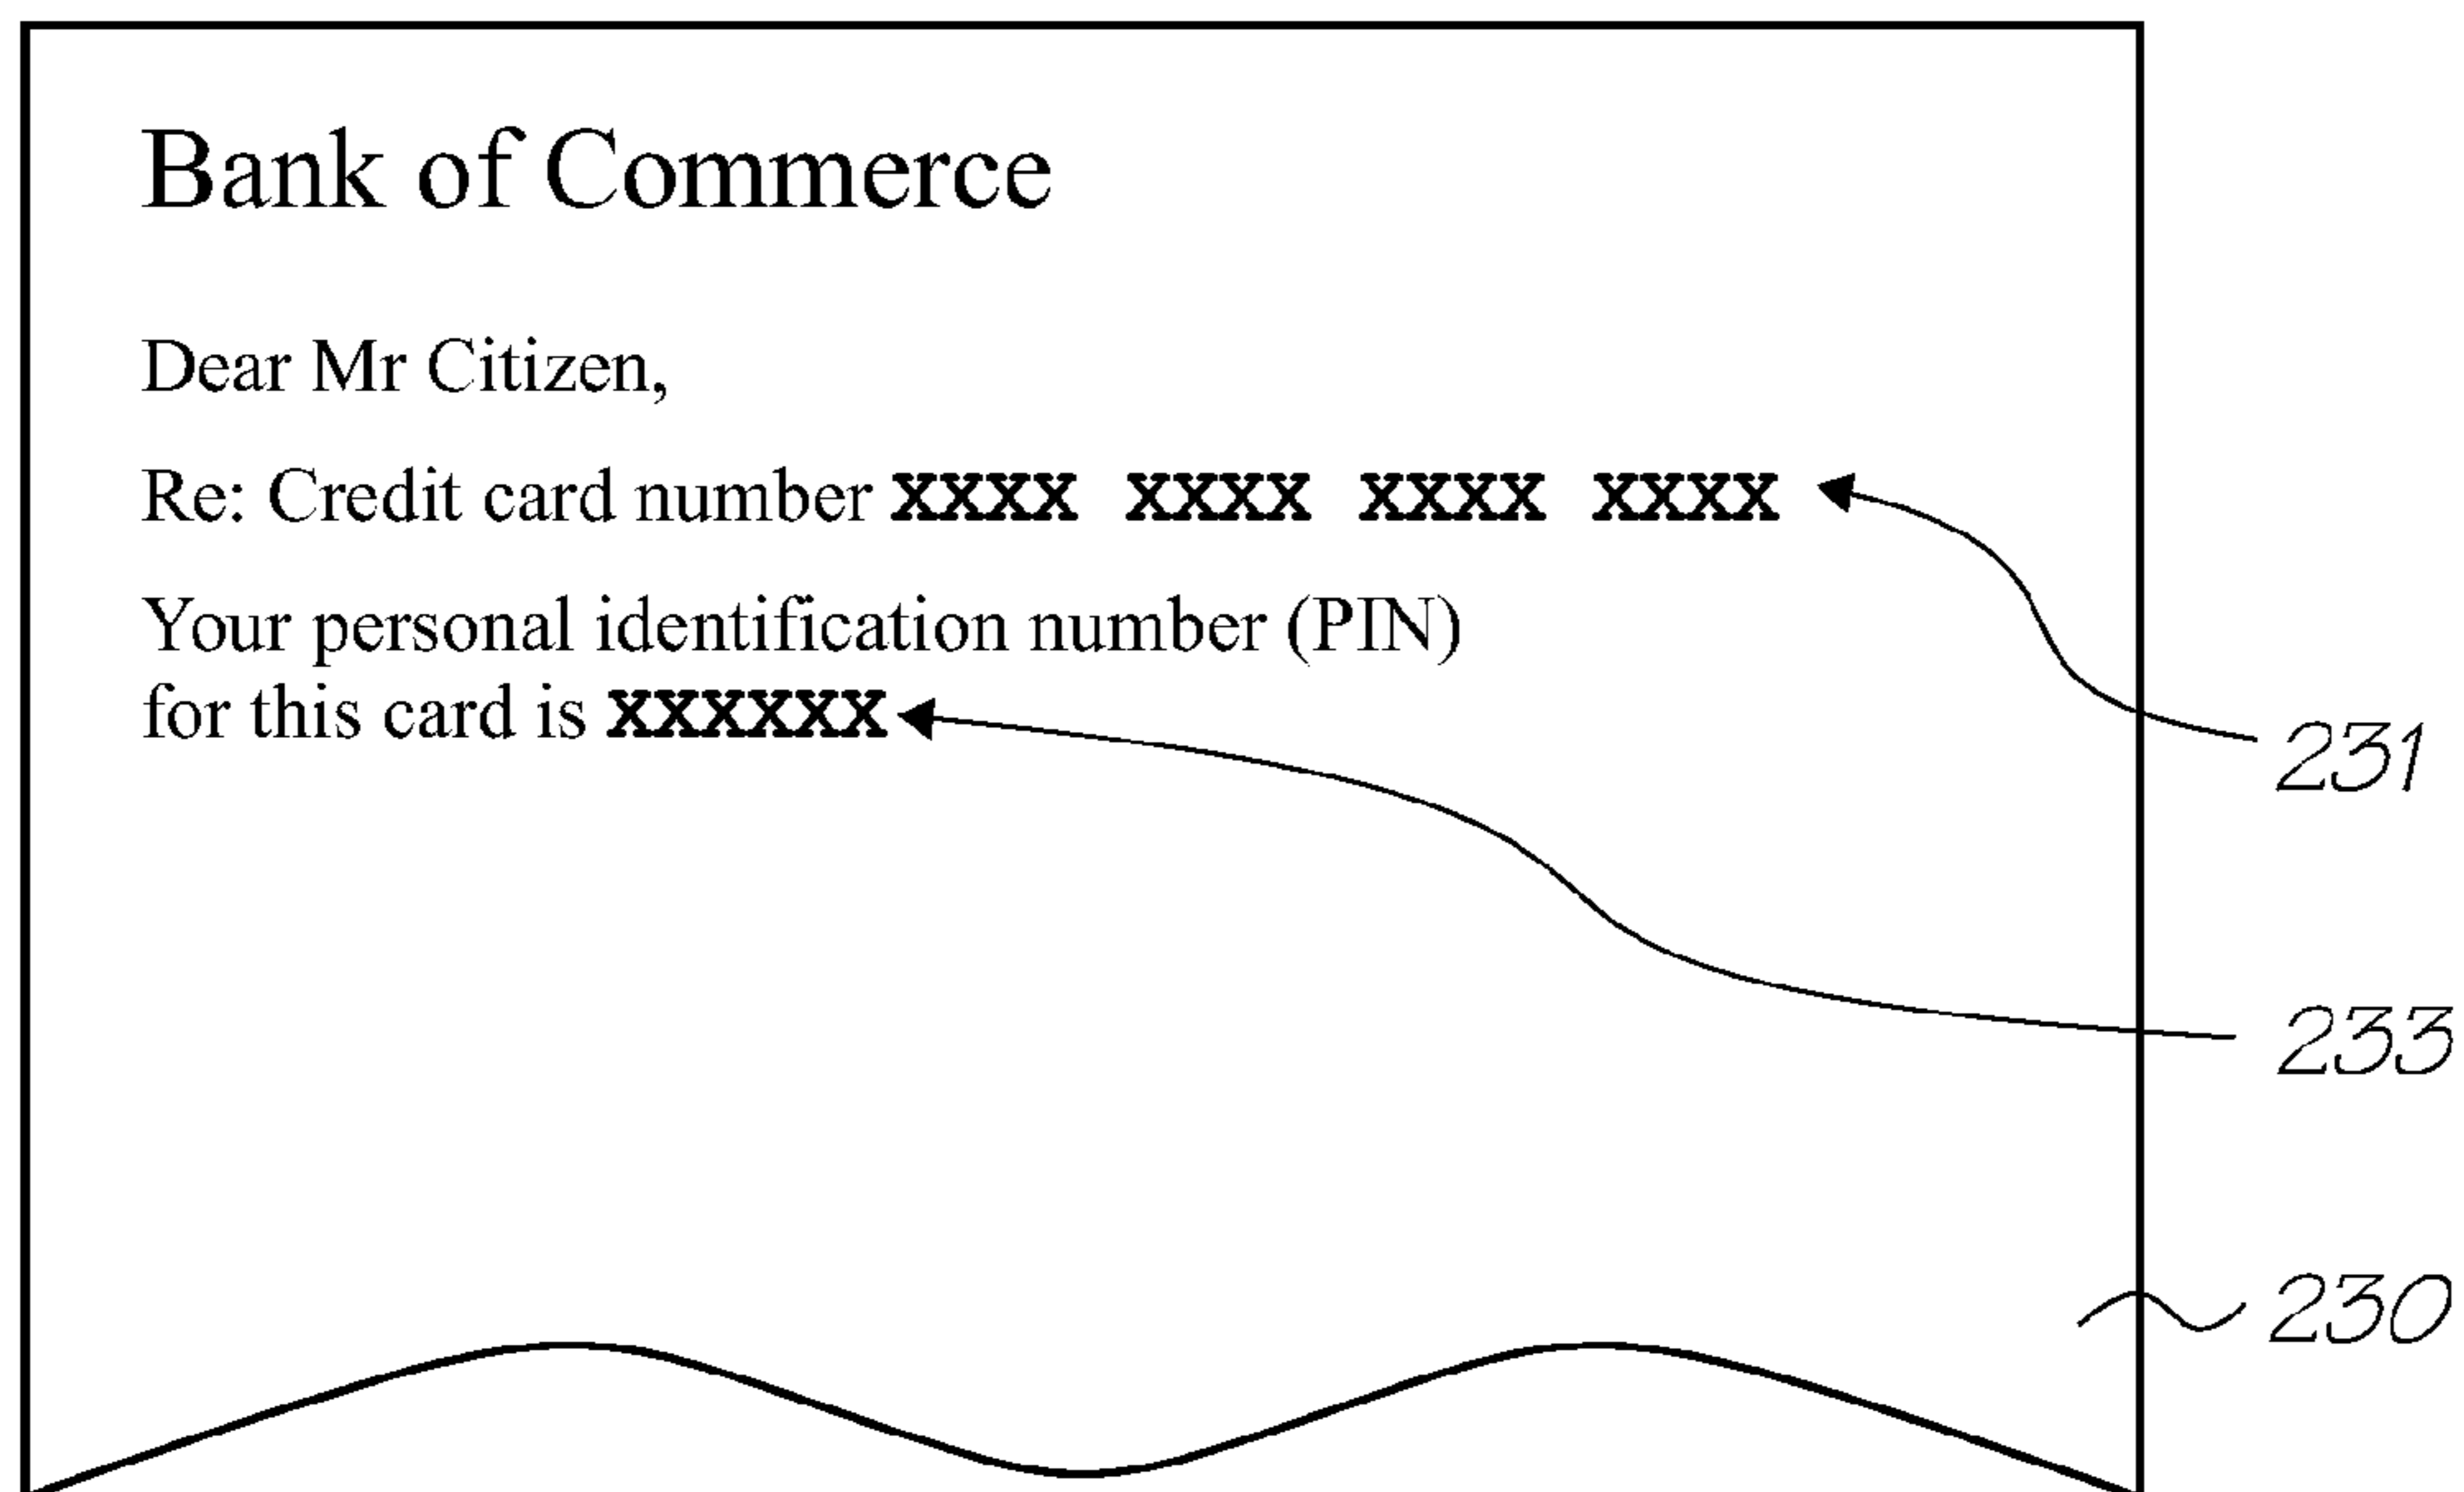 Bank of Commerce
Dear Mr Citizen,
Re: Credit card number xxxx xxxx xxxx xxxx
Your personal identification number (PIN)
for this card is xxxxxx
231
233
230